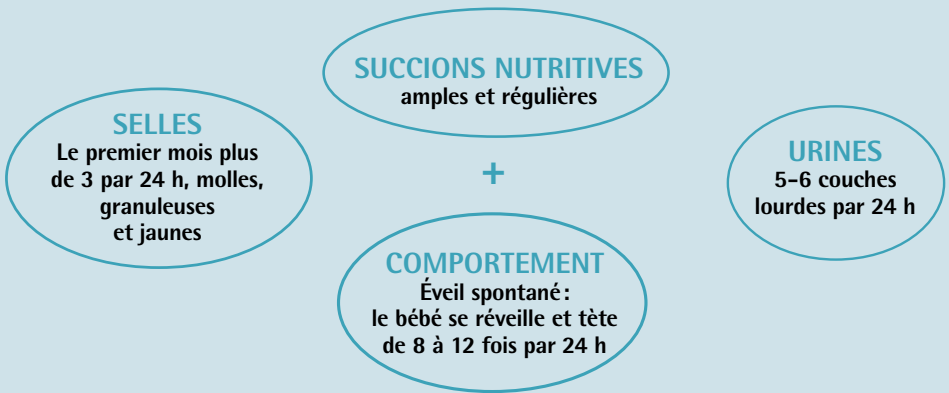 SUCCIONS NUTRITIVES
amples et régulières
SELLES
Le premier mois plus
de 3 par 24 h, molles,
granuleuses
et jaunes
+
URINES
5-6 couches
lourdes par 24 h
COMPORTEMENT
Éveil spontané :
le bébé se réveille et tète
de 8 à 12 fois par 24 h